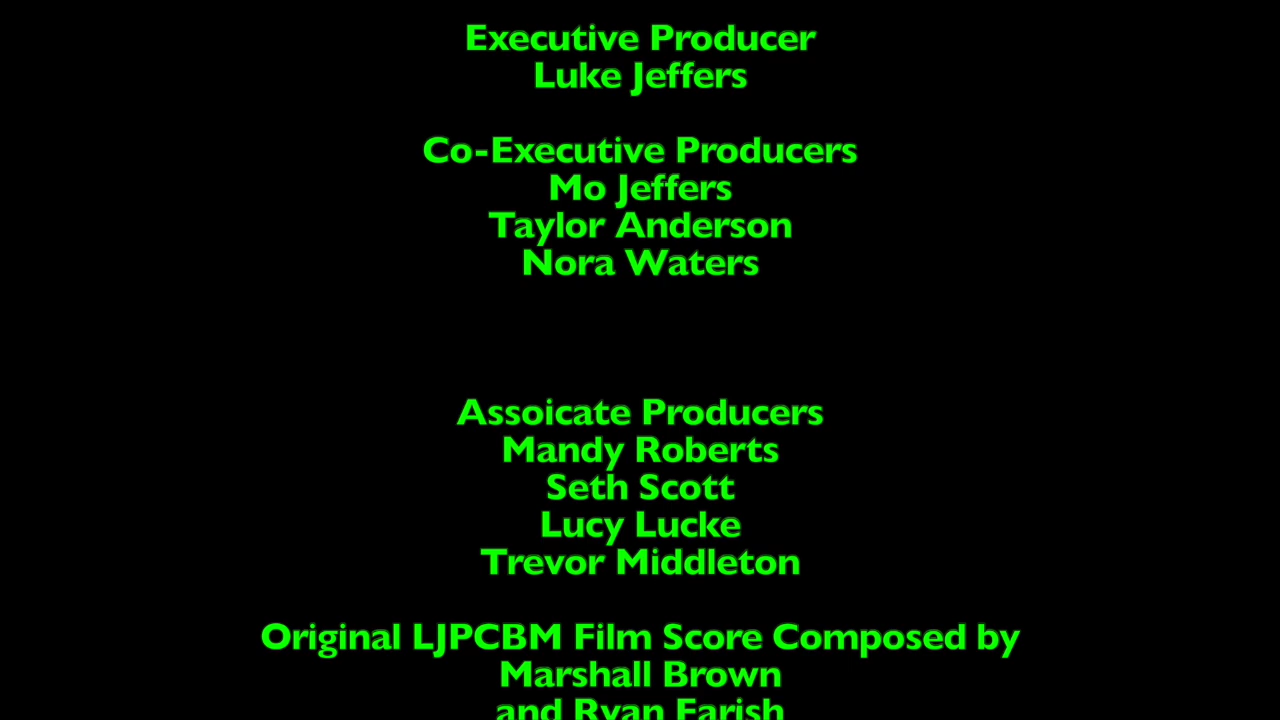 Executive Producer
Luke Jeffers
Co-Executive Producers
Mo Jeffers
Taylor Anderson
Nora Waters
Assoicate Producers
Mandy Roberts
Seth Scott
Lucy Lucke
Trevor Middleton
Original LJPCBM Film Score Composed by
Marshall Brown
and Ryan Farish